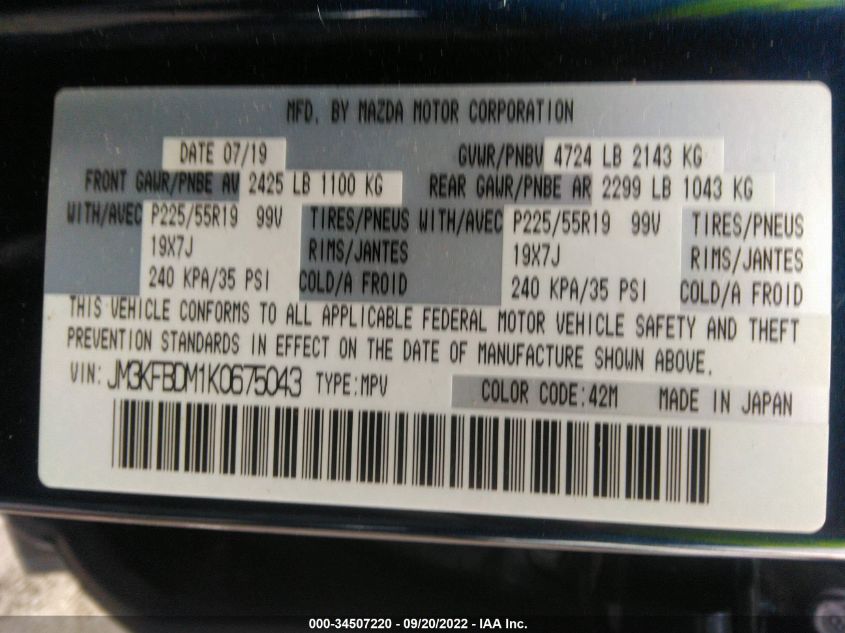 MFD. BY MAZDA MOTOR CORPORATION
DATE 07/19 GVWR/PNBV 4724 LB 2143 KG
FRONT GAWR/PNBE AV 2425 LB 1100 KG REAR GAWR/PNBE AR 2299 LB 1043 KG
WITH/AVEC P225/55R19 99V TIRES/PNEUS WITH/AVEC P225/55R19 99V TIRES/PNEUS
19X7J RIMS/JANTES 19X7J RIMS/JANTES
240 KPA/35 PSI COLD/A FROID 240 KPA/35 PSI COLD/A FROID
THIS VEHICLE CONFORMS TO ALL APPLICABLE FEDERAL MOTOR VEHICLE SAFETY AND THEFT
PREVENTION STANDARDS IN EFFECT ON THE DATE OF MANUFACTURE SHOWN ABOVE.
VIN: JM3KFBDM1K0675043 TYPE:MPV COLOR CODE:42M MADE IN JAPAN
000-34507220 - 09/20/2022 - IAA Inc.